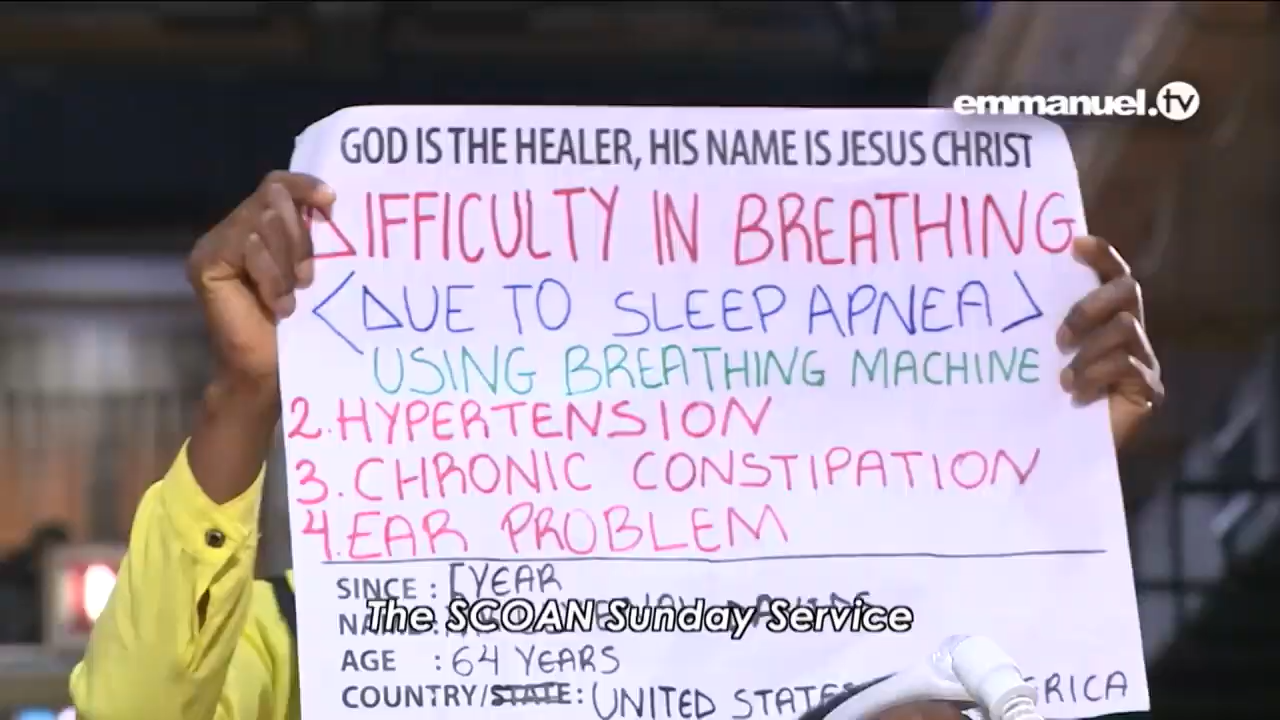 emmanuel.tv
GOD IS THE HEALER, HIS NAME IS JESUS CHRIST
DIFFICULTY IN BREATHING
<DUE TO SLEEP APNEA>
USING BREATHING MACHINE
2. HYPERTENSION
3. CHRONIC CONSTIPATION
4. EAR PROBLEM
SINCE : [YEAR
The SCOAN Sunday Service
AGE : 64 YEARS
COUNTRY/STATE: UNITED